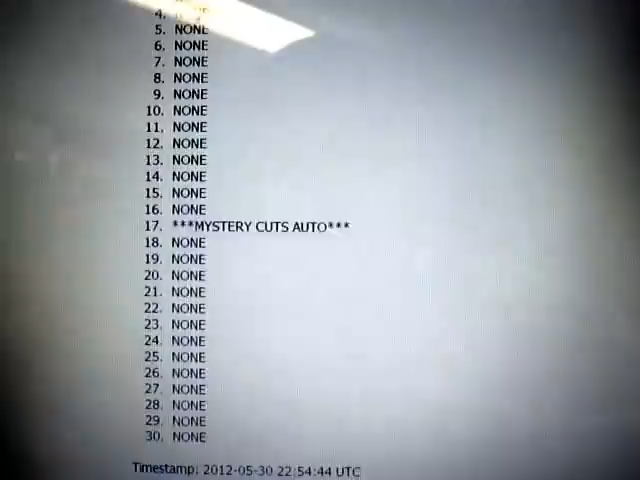 4. NONE
5. NONE
6. NONE
7. NONE
8. NONE
9. NONE
10. NONE
11. NONE
12. NONE
13. NONE
14. NONE
15. NONE
16. NONE
17. ***MYSTERY CUTS AUTO***
18. NONE
19. NONE
20. NONE
21. NONE
22. NONE
23. NONE
24. NONE
25. NONE
26. NONE
27. NONE
28. NONE
29. NONE
30. NONE
Timestamp: 2012-05-30 22:54:44 UTC